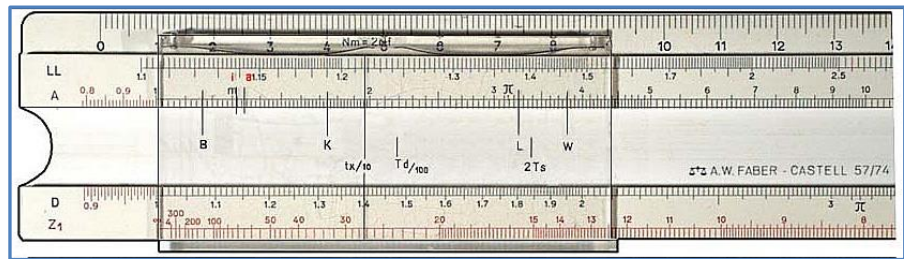 0 1 2 3 4 5 6 7 8 9 10 11 12 13 14
Nm = 2
LL 1.1 1.15 1.2 1.3 1.4 1.5 1.7 2 2.5
A 0.8 0.9 1 m 2 3 π 4 5 6 7 8 9 10
B K L W
tx/10 Td/100 2Ts A.W. FABER - CASTELL 57/74
D 0.9 1 1.1 1.2 1.3 1.4 1.5 1.6 1.7 1.8 1.9 2 3 π
Z1 300 200 100 50 40 30 20 15 14 13 12 11 10 9 8